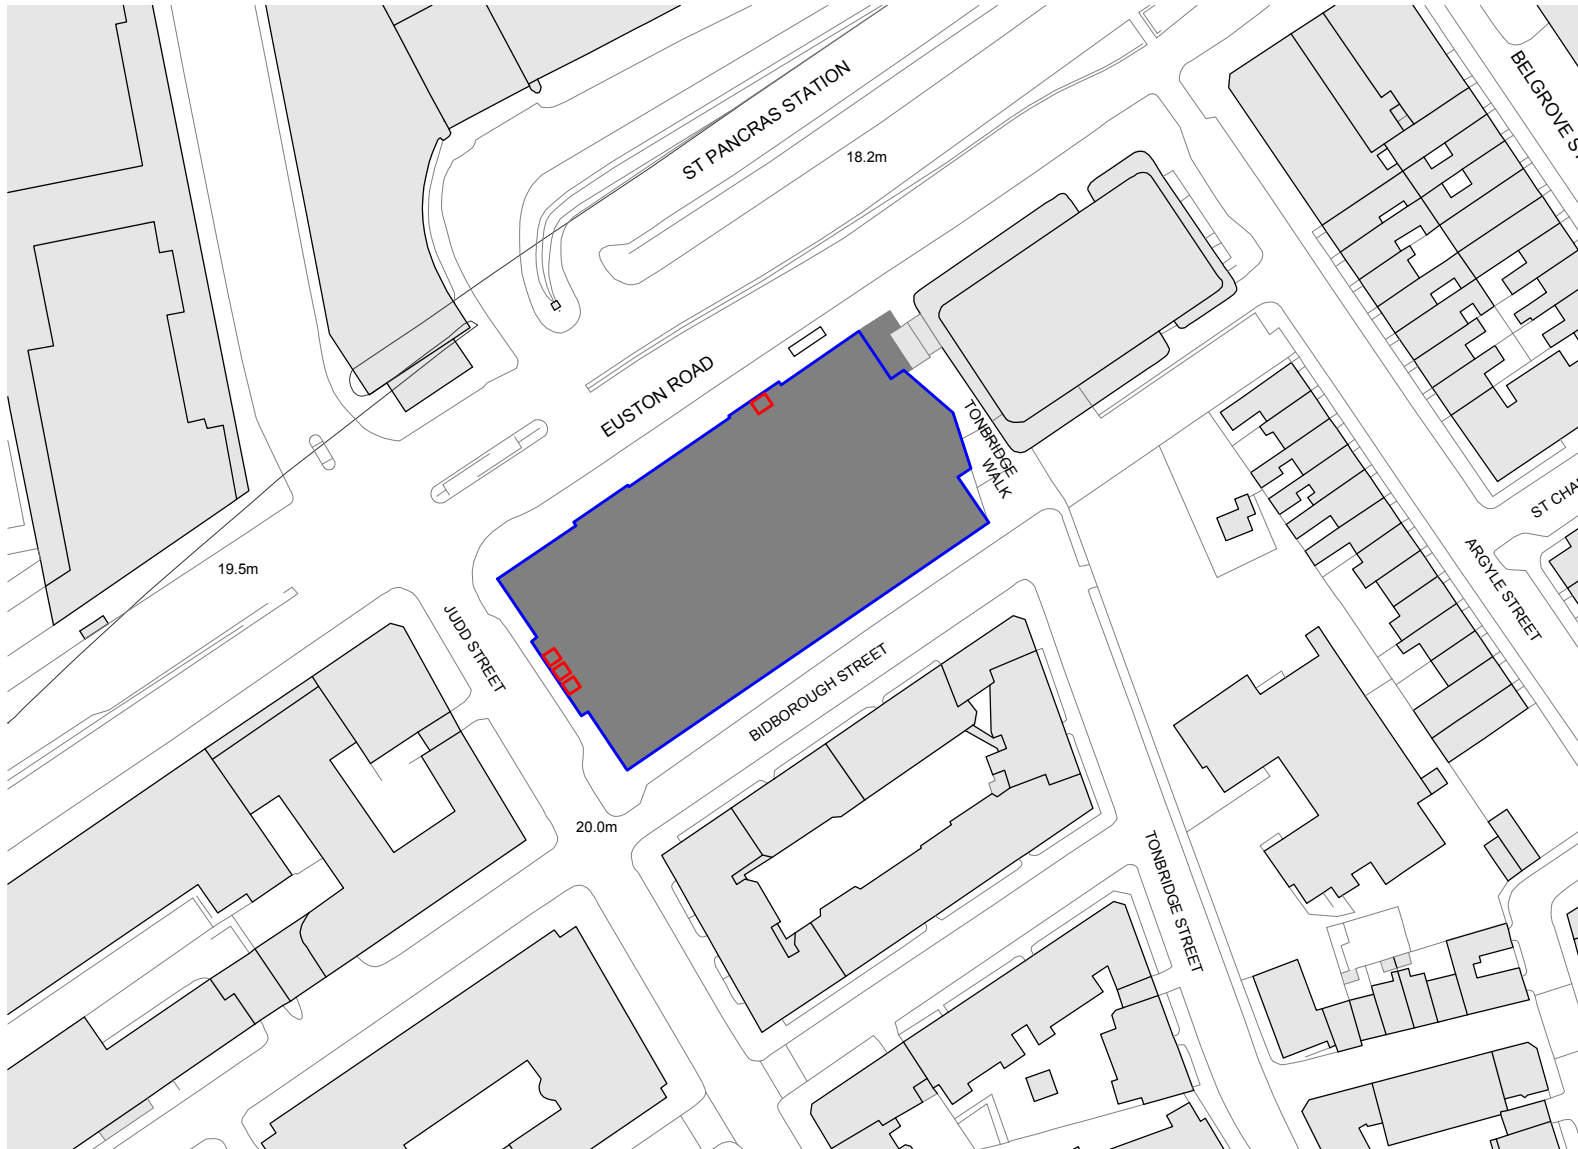 BELGROVE ST
ST PANCRAS STATION
18.2m
EUSTON ROAD
TONBRIDGE
WALK
ST CHA
19.5m
ARGYLE STREET
JUDD STREET
BIDBOROUGH STREET
20.0m
TONBRIDGE STREET